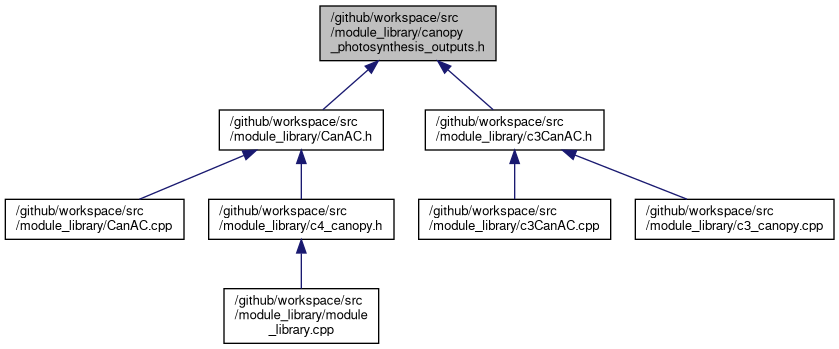 /github/workspace/src
/module_library/canopy
_photosynthesis_outputs.h
/github/workspace/src
/module_library/CanAC.h
/github/workspace/src
/module_library/c3CanAC.h
/github/workspace/src
/module_library/CanAC.cpp
/github/workspace/src
/module_library/c4_canopy.h
/github/workspace/src
/module_library/c3CanAC.cpp
/github/workspace/src
/module_library/c3_canopy.cpp
/github/workspace/src
/module_library/module
_library.cpp